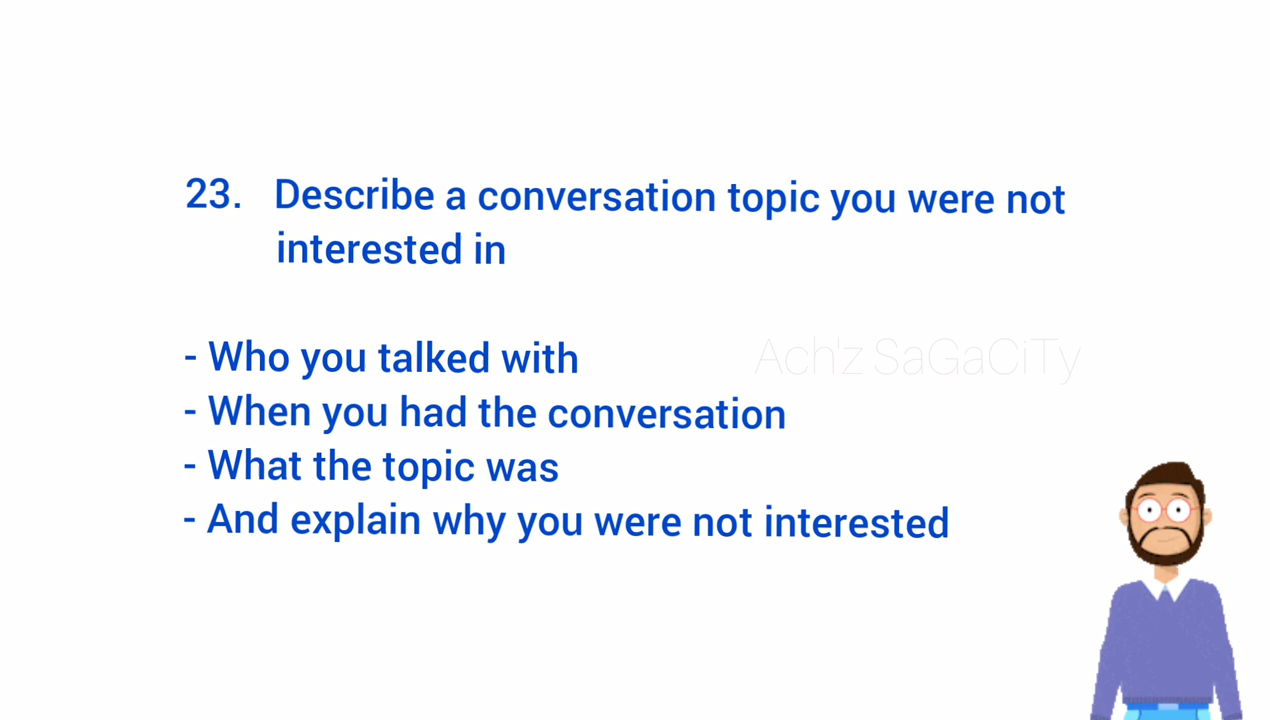 23. Describe a conversation topic you were not
interested in
- Who you talked with
Ach'z SaGaCiTy
- When you had the conversation
- What the topic was
- And explain why you were not interested